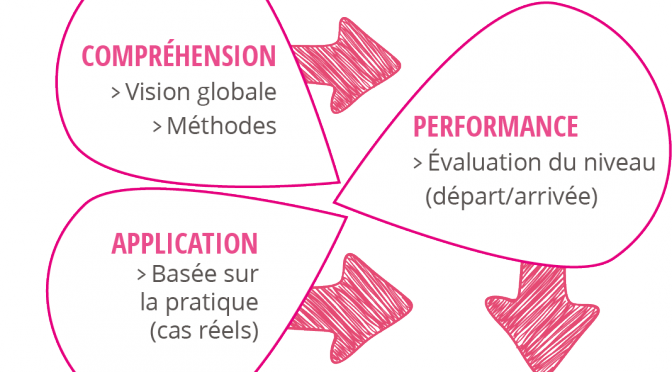 COMPRÉHENSION
> Vision globale
> Méthodes
PERFORMANCE
> Évaluation du niveau
(départ/arrivée)
APPLICATION
> Basée sur
la pratique
(cas réels)